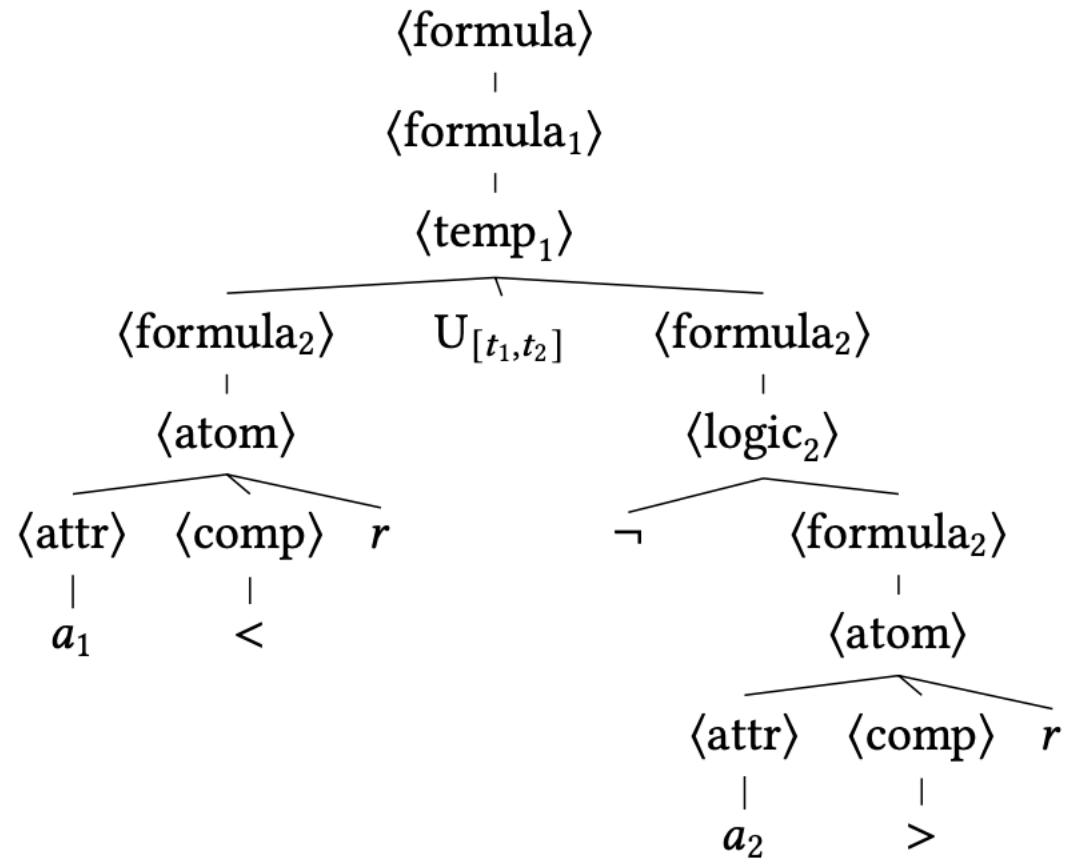 ⟨formula⟩
⟨formula₁⟩
⟨temp₁⟩
⟨formula₂⟩ U[t₁,t₂] ⟨formula₂⟩
⟨atom⟩ ⟨logic₂⟩
⟨attr⟩ ⟨comp⟩ r ¬ ⟨formula₂⟩
a₁ < ⟨atom⟩
⟨attr⟩ ⟨comp⟩ r
a₂ >